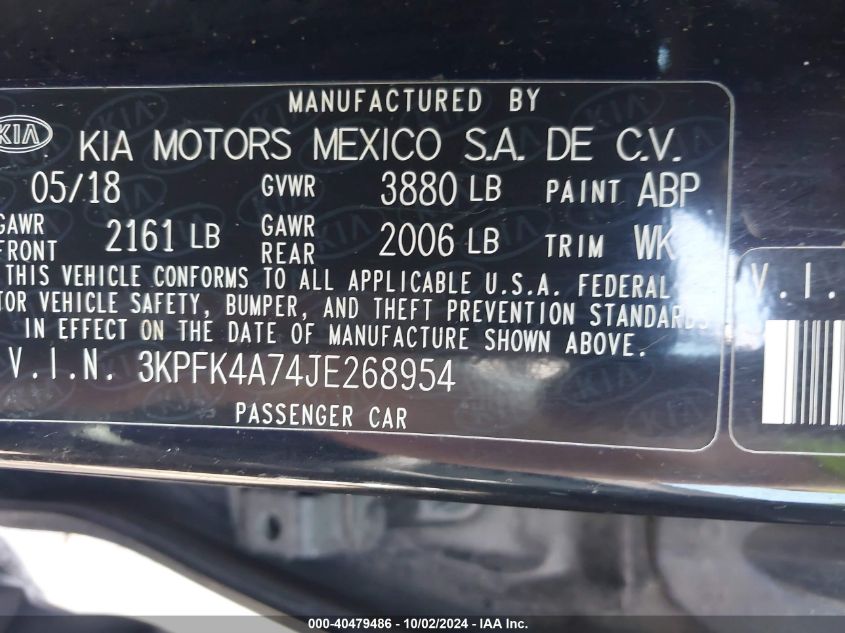 MANUFACTURED BY
KIA KIA MOTORS MEXICO S.A. DE C.V.
05/18 GVWR 3880 LB PAINT ABP
GAWR FRONT 2161 LB GAWR REAR 2006 LB TRIM WK
THIS VEHICLE CONFORMS TO ALL APPLICABLE U.S.A. FEDERAL
VEHICLE SAFETY, BUMPER, AND THEFT PREVENTION STANDARDS
IN EFFECT ON THE DATE OF MANUFACTURE SHOWN ABOVE.
V.I.N. 3KPFK4A74JE268954
PASSENGER CAR
V.I.
000-40479486 - 10/02/2024 - IAA Inc.